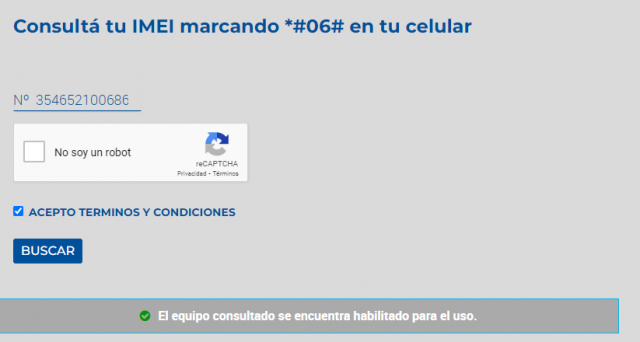 Consultá tu IMEI marcando *#06# en tu celular
Nº 354652100686
No soy un robot
reCAPTCHA
Privacidad - Términos
ACEPTO TERMINOS Y CONDICIONES
BUSCAR
El equipo consultado se encuentra habilitado para el uso.